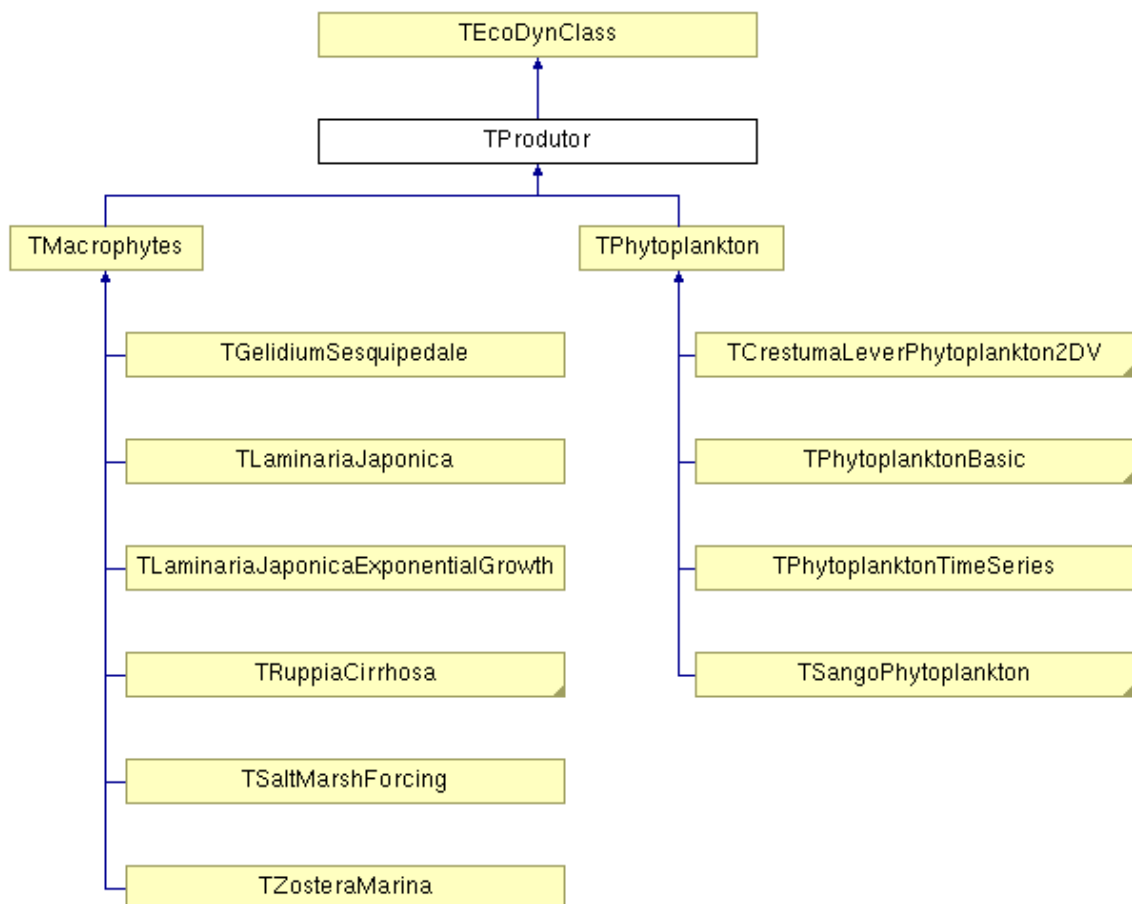 TEcoDynClass
TProdutor
TMacrophytes
TPhytoplankton
TGelidiumSesquipedale
TCrestumaLeverPhytoplankton2DV
TLaminariaJaponica
TPhytoplanktonBasic
TLaminariaJaponicaExponentialGrowth
TPhytoplanktonTimeSeries
TRuppiaCirrhosa
TSangoPhytoplankton
TSaltMarshForcing
TZosteraMarina